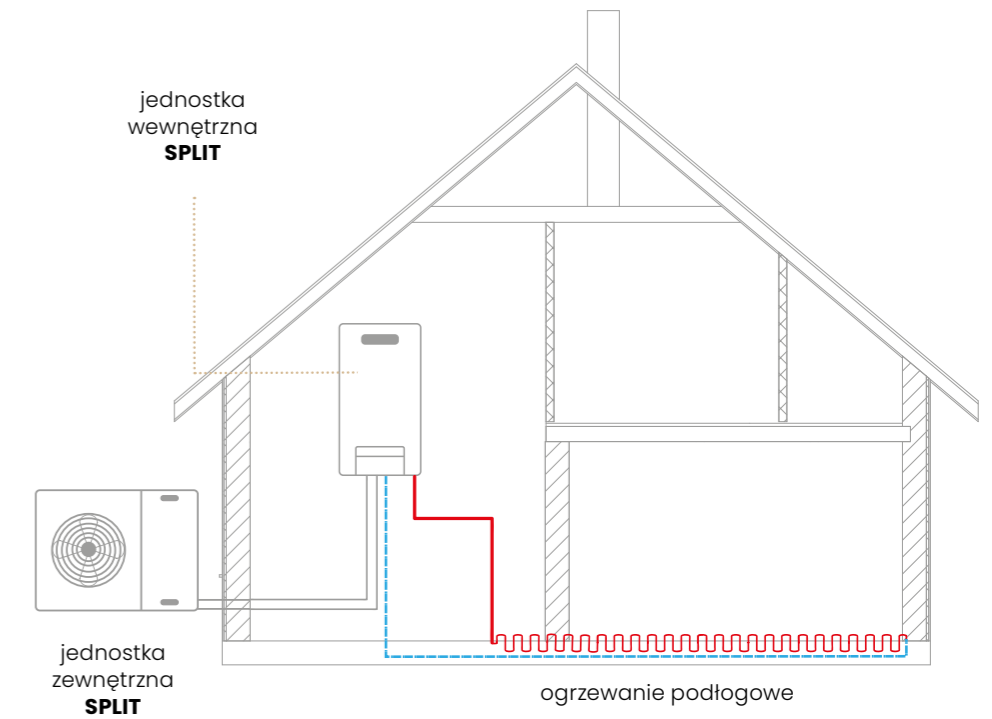 jednostka
wewnętrzna
SPLIT
jednostka
zewnętrzna
SPLIT
ogrzewanie podłogowe